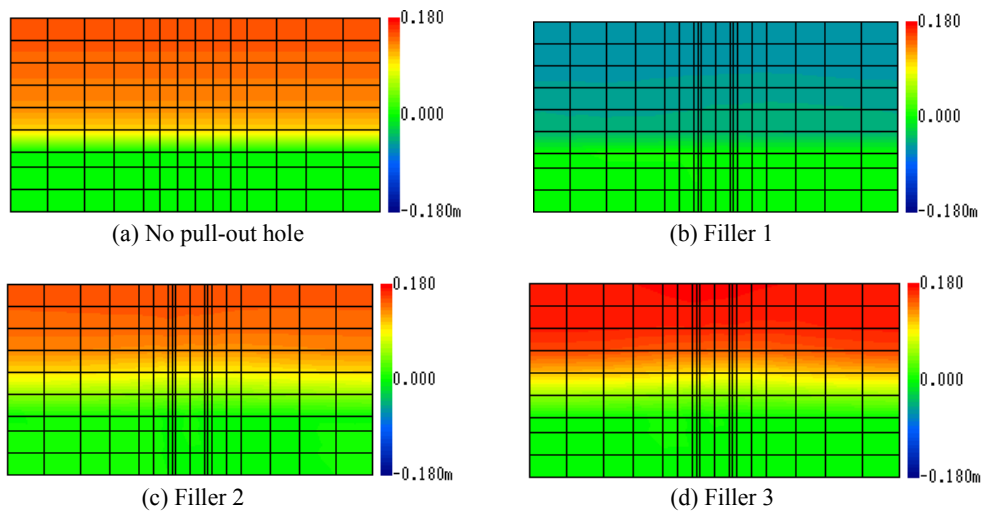 0.180
0.000
-0.180m
(a) No pull-out hole
0.180
0.000
-0.180m
(b) Filler 1
0.180
0.000
-0.180m
(c) Filler 2
0.180
0.000
-0.180m
(d) Filler 3